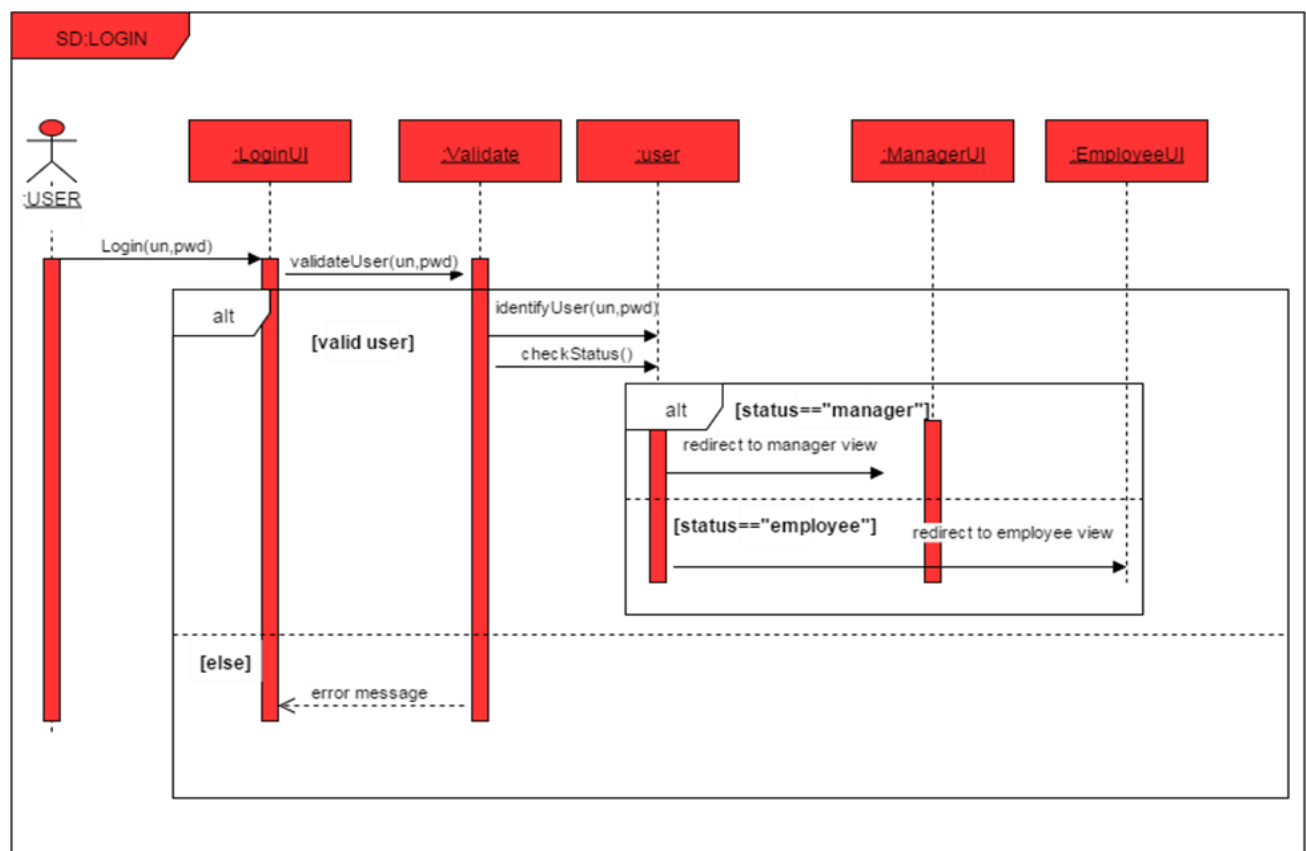 SD:LOGIN
:USER
:LoginUI
:Validate
:user
:ManagerUI
:EmployeeUI
Login(un,pwd)
validateUser(un,pwd)
alt
[valid user]
identifyUser(un,pwd)
checkStatus()
alt
[status=="manager"]
redirect to manager view
[status=="employee"]
redirect to employee view
[else]
error message